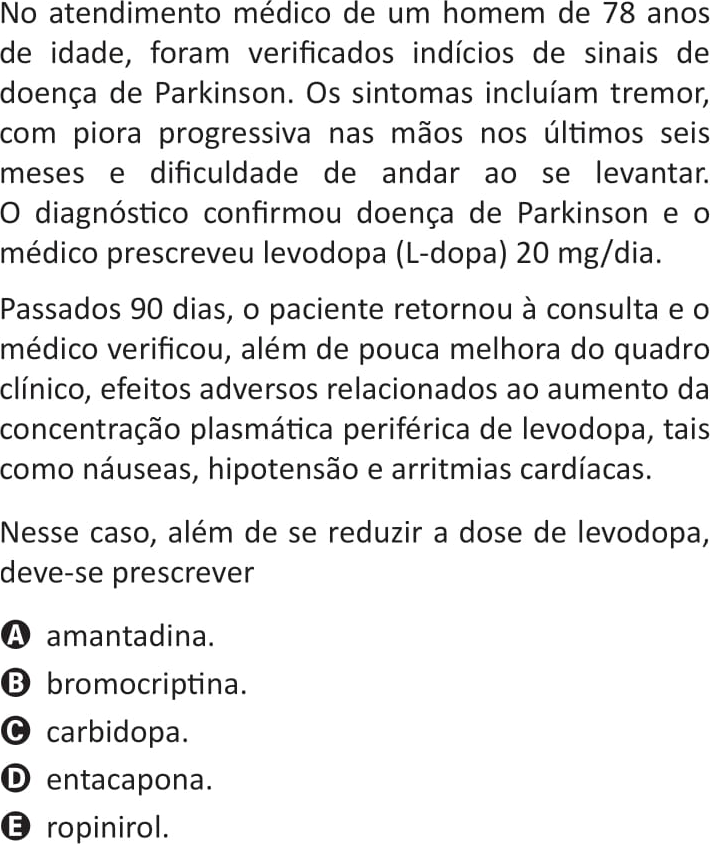 No atendimento médico de um homem de 78 anos
de idade, foram verificados indícios de sinais de
doença de Parkinson. Os sintomas incluíam tremor,
com piora progressiva nas mãos nos últimos seis
meses e dificuldade de andar ao se levantar.
O diagnóstico confirmou doença de Parkinson e o
médico prescreveu levodopa (L-dopa) 20 mg/dia.
Passados 90 dias, o paciente retornou à consulta e o
médico verificou, além de pouca melhora do quadro
clínico, efeitos adversos relacionados ao aumento da
concentração plasmática periférica de levodopa, tais
como náuseas, hipotensão e arritmias cardíacas.
Nesse caso, além de se reduzir a dose de levodopa,
deve-se prescrever
A amantadina.
B bromocriptina.
C carbidopa.
D entacapona.
E ropinirol.